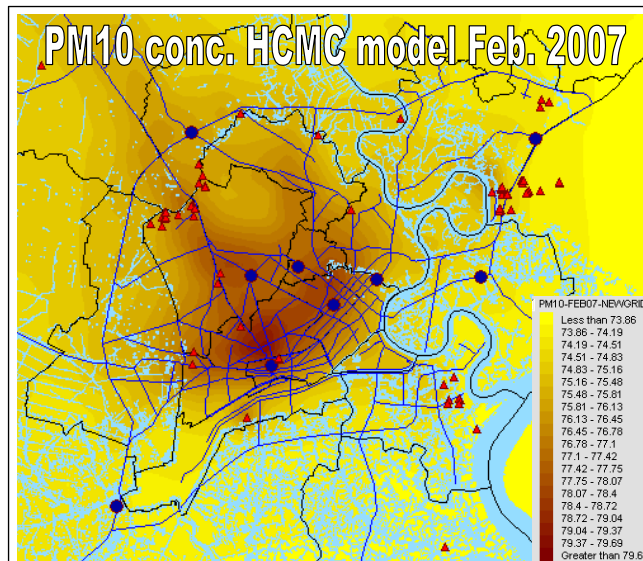 PM10 conc. HCMC model Feb. 2007
PM10-FEB07-NEWGRID
Less than 73.86
73.86 - 74.19
74.19 - 74.51
74.51 - 74.83
74.83 - 75.16
75.16 - 75.48
75.48 - 75.81
75.81 - 76.13
76.13 - 76.45
76.45 - 76.78
76.78 - 77.1
77.1 - 77.42
77.42 - 77.75
77.75 - 78.07
78.07 - 78.4
78.4 - 78.72
78.72 - 79.04
79.04 - 79.37
79.37 - 79.69
Greater than 79.6